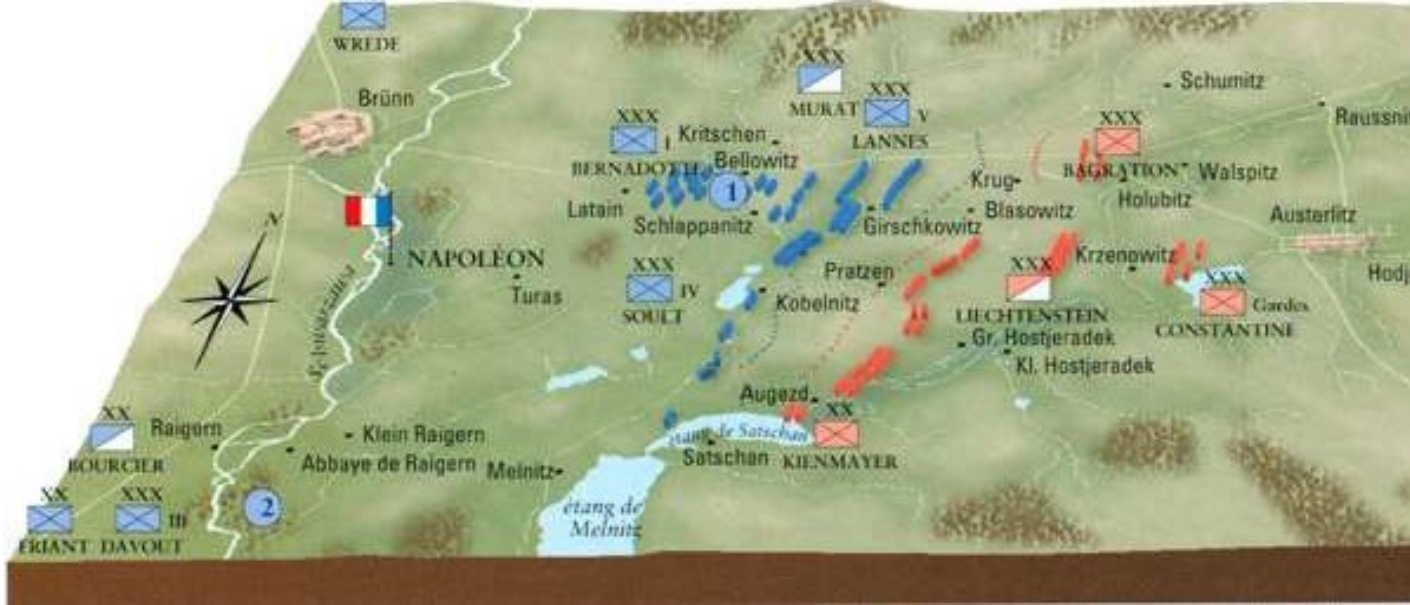 WREDE
Brünn
N
NAPOLÉON
Turas
XXX
I
BERNADOTTE
Kritschen
Bellowitz
1
Latain
Schlappanitz
XXX
MURAT
XXX
V
LANNES
Girschkowitz
Schumitz
Raussnit
XXX
BAGRATION
Walspitz
Holubitz
Krug
Blasowitz
Austerlitz
Krzenowitz
Hodj
Pratzen
XXX
IV
SOULT
Kobelnitz
XXX
LIECHTENSTEIN
XXX
Gardes
CONSTANTINE
Gr. Hostjeradek
Kl. Hostjeradek
Augezd
XX
KIENMAYER
étang de Satschan
Satschan
Melnitz
étang de
Melnitz
XX
BOURCIER
Raigern
Klein Raigern
Abbaye de Raigern
XX
FRIANT
XXX
III
DAVOUT
2